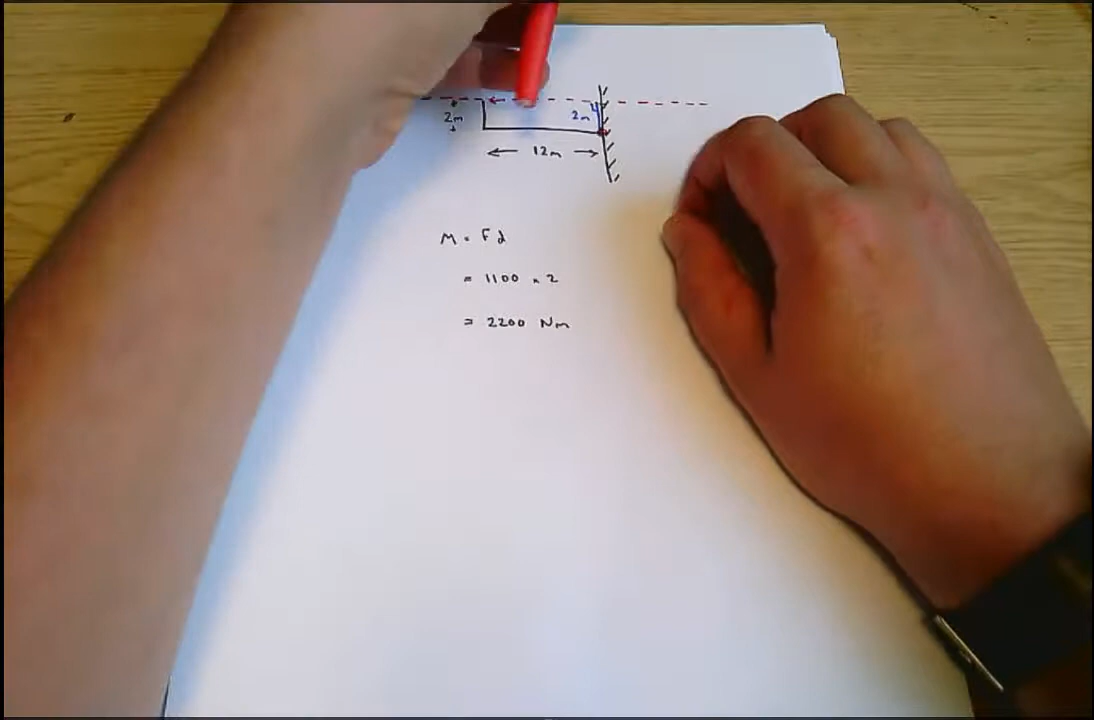 2m
2m
12m
M = Fd
= 1100 x 2
= 2200 Nm